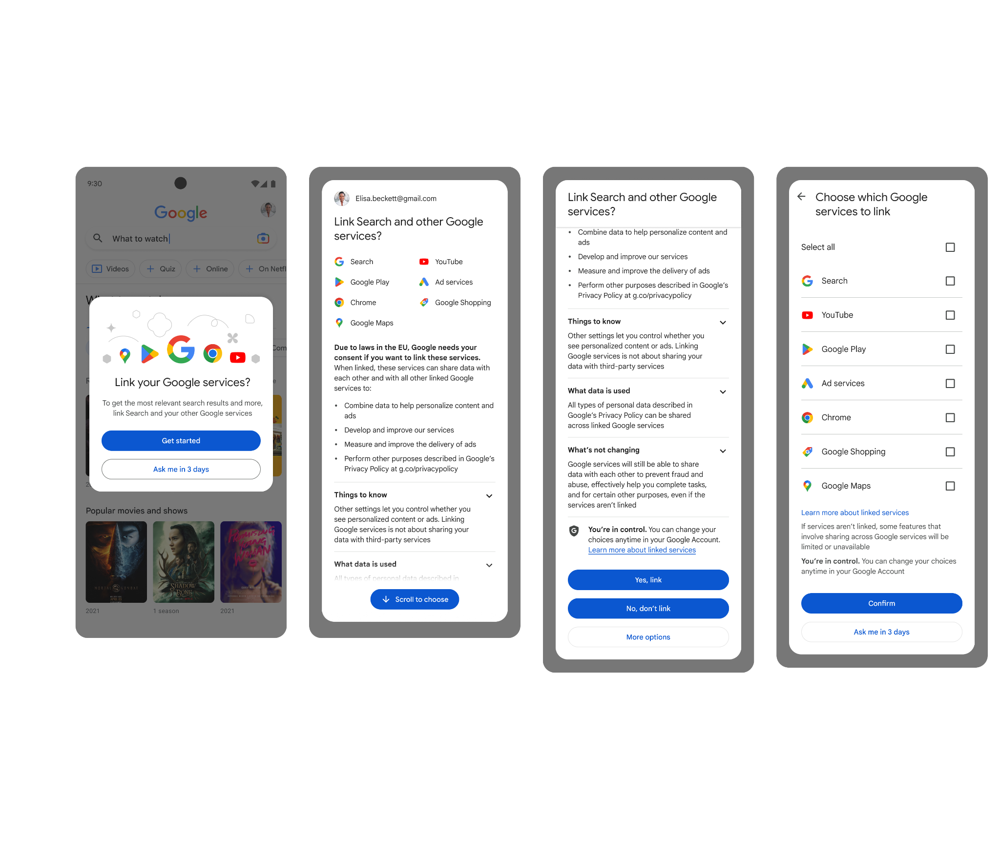 9:30
Google
What to watch
Videos
Quiz
Online
On Netfl
Com
Link your Google services?
To get the most relevant search results and more,
link Search and your other Google services
Get started
Ask me in 3 days
Popular movies and shows
MORTAL KOMBAT
APRIL 23
SHADOW
BONE
PROMISING
YOUNG
WOMAN
CAREY MULLIGAN
2021
1 season
2021
Elisa.beckett@gmail.com
Link Search and other Google
services?
Search
YouTube
Google Play
Ad services
Chrome
Google Shopping
Google Maps
Due to laws in the EU, Google needs your
consent if you want to link these services.
When linked, these services can share data with
each other and with all other linked Google
services to:
• Combine data to help personalize content and
ads
• Develop and improve our services
• Measure and improve the delivery of ads
• Perform other purposes described in Google's
Privacy Policy at g.co/privacypolicy
Things to know
Other settings let you control whether you
see personalized content or ads. Linking
Google services is not about sharing your
data with third-party services
What data is used
All types of personal data described in
Scroll to choose
Link Search and other Google
services?
• Combine data to help personalize content and
ads
• Develop and improve our services
• Measure and improve the delivery of ads
• Perform other purposes described in Google's
Privacy Policy at g.co/privacypolicy
Things to know
Other settings let you control whether you
see personalized content or ads. Linking
Google services is not about sharing your
data with third-party services
What data is used
All types of personal data described in
Google's Privacy Policy can be shared
across linked Google services
What's not changing
Google services will still be able to share
data with each other to prevent fraud and
abuse, effectively help you complete tasks,
and for certain other purposes, even if the
services aren't linked
You're in control. You can change your
choices anytime in your Google Account.
Learn more about linked services
Yes, link
No, don't link
More options
Choose which Google
services to link
Select all
Search
YouTube
Google Play
Ad services
Chrome
Google Shopping
Google Maps
Learn more about linked services
If services aren't linked, some features that
involve sharing across Google services will be
limited or unavailable
You're in control. You can change your choices
anytime in your Google Account
Confirm
Ask me in 3 days